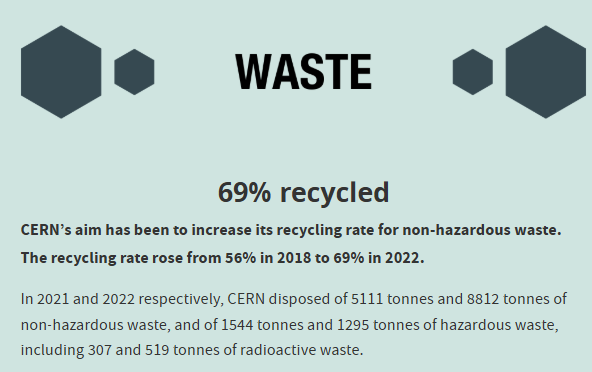 WASTE
69% recycled
CERN’s aim has been to increase its recycling rate for non-hazardous waste.
The recycling rate rose from 56% in 2018 to 69% in 2022.
In 2021 and 2022 respectively, CERN disposed of 5111 tonnes and 8812 tonnes of
non-hazardous waste, and of 1544 tonnes and 1295 tonnes of hazardous waste,
including 307 and 519 tonnes of radioactive waste.